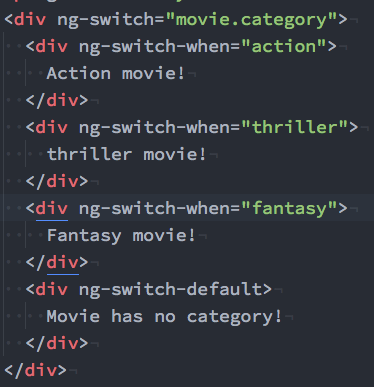 <div ng-switch="movie.category">
  <div ng-switch-when="action">
    Action movie!
  </div>
  <div ng-switch-when="thriller">
    thriller movie!
  </div>
  <div ng-switch-when="fantasy">
    Fantasy movie!
  </div>
  <div ng-switch-default>
    Movie has no category!
  </div>
</div>